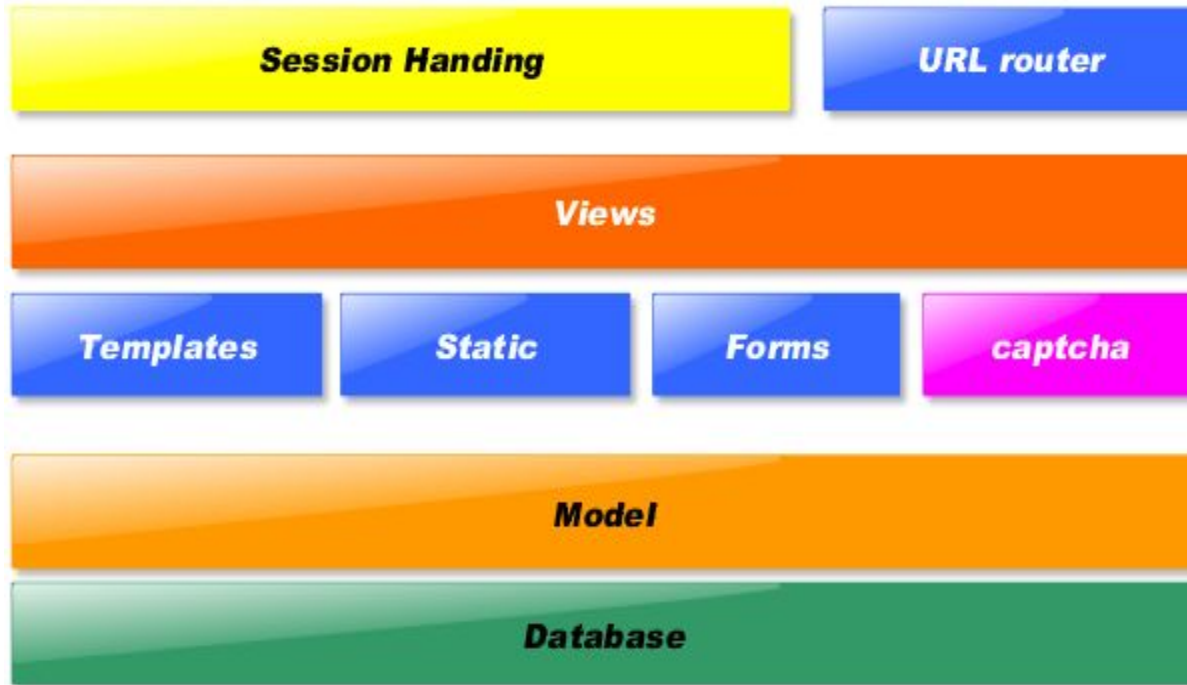 Session Handing
URL router
Views
Templates
Static
Forms
captcha
Model
Database